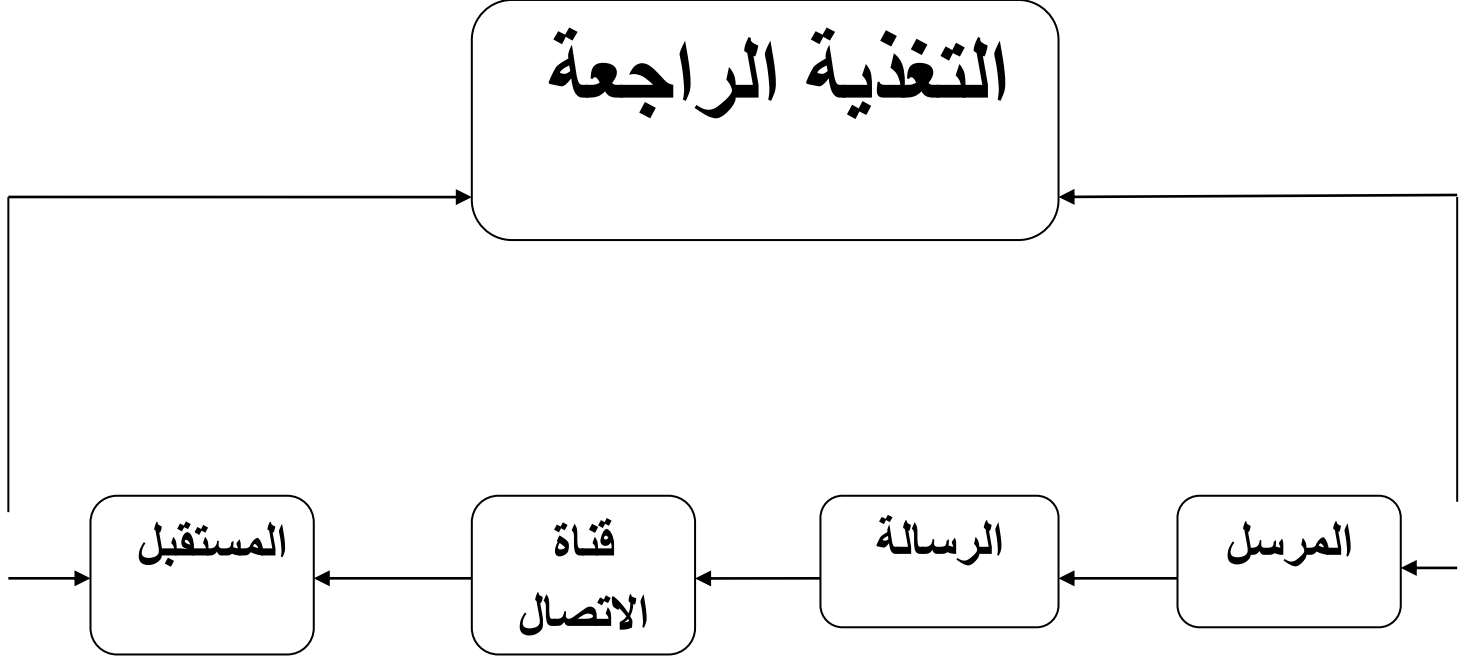 التغذية الراجعة
المرسل
الرسالة
قناة
الاتصال
المستقبل